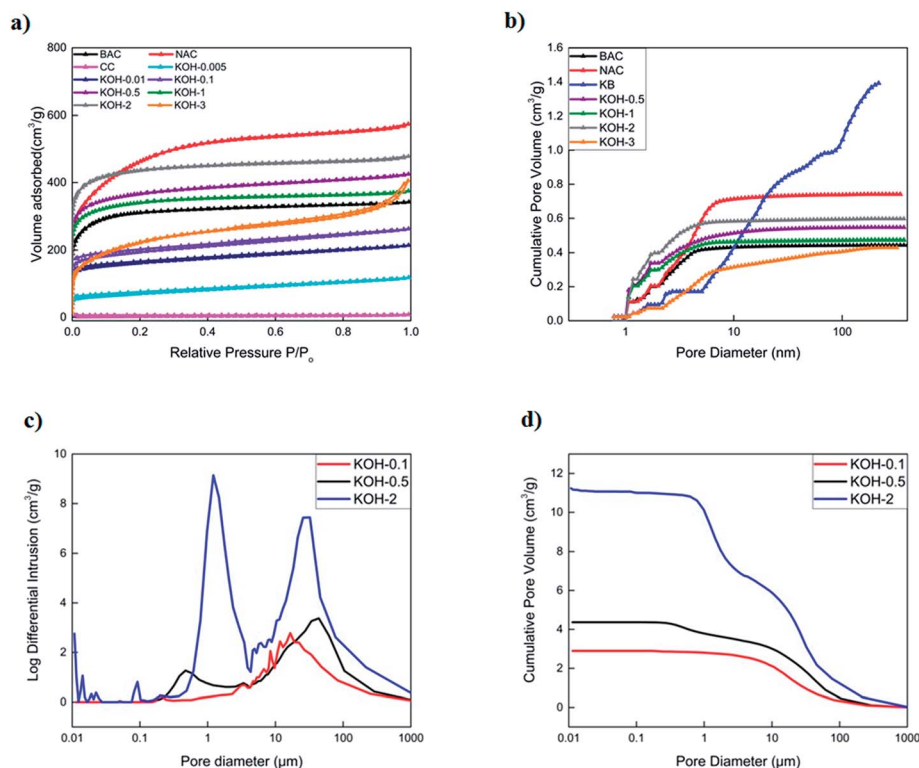 a)
800
600
400
200
0
Volume adsorbed(cm³/g)
BAC NAC
CC KOH-0.005
KOH-0.01 KOH-0.1
KOH-0.5 KOH-1
KOH-2 KOH-3
0.0 0.2 0.4 0.6 0.8 1.0
Relative Pressure P/Pₒ
b)
1.6
1.4
1.2
1.0
0.8
0.6
0.4
0.2
0.0
Cumulative Pore Volume (cm³/g)
BAC
NAC
KB
KOH-0.5
KOH-1
KOH-2
KOH-3
1 10 100
Pore Diameter (nm)
c)
10
8
6
4
2
0
Log Differential Intrusion (cm³/g)
KOH-0.1
KOH-0.5
KOH-2
0.01 0.1 1 10 100 1000
Pore diameter (µm)
d)
12
10
8
6
4
2
0
Cumulative Pore Volume (cm³/g)
KOH-0.1
KOH-0.5
KOH-2
0.01 0.1 1 10 100 1000
Pore Diameter (µm)